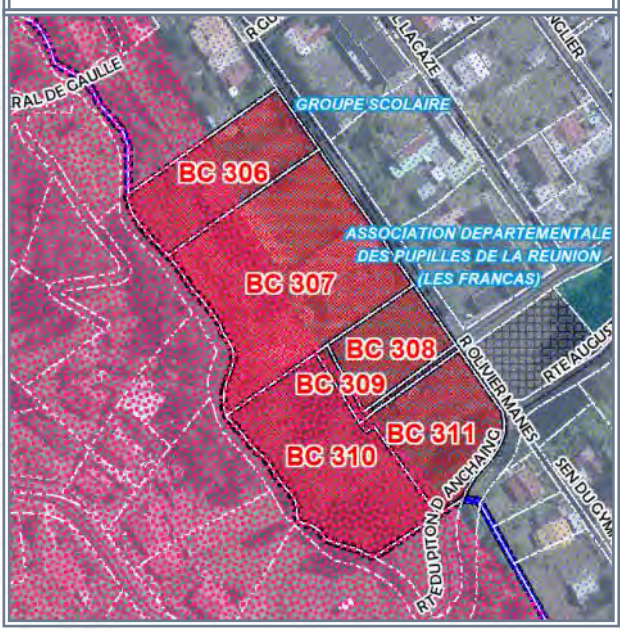 R CU
L LACAZE
NGLIER
RAL DE GAULLE
GROUPE SCOLAIRE
BC 306
ASSOCIATION DEPARTEMENTALE
DES PUPILLES DE LA REUNION
(LES FRANCAS)
BC 307
BC 308
R OLIVIER MANES
RTE AUGUS
BC 309
BC 311
BC 310
RTE DU PITON D ANCHAING
SEN DU GYM